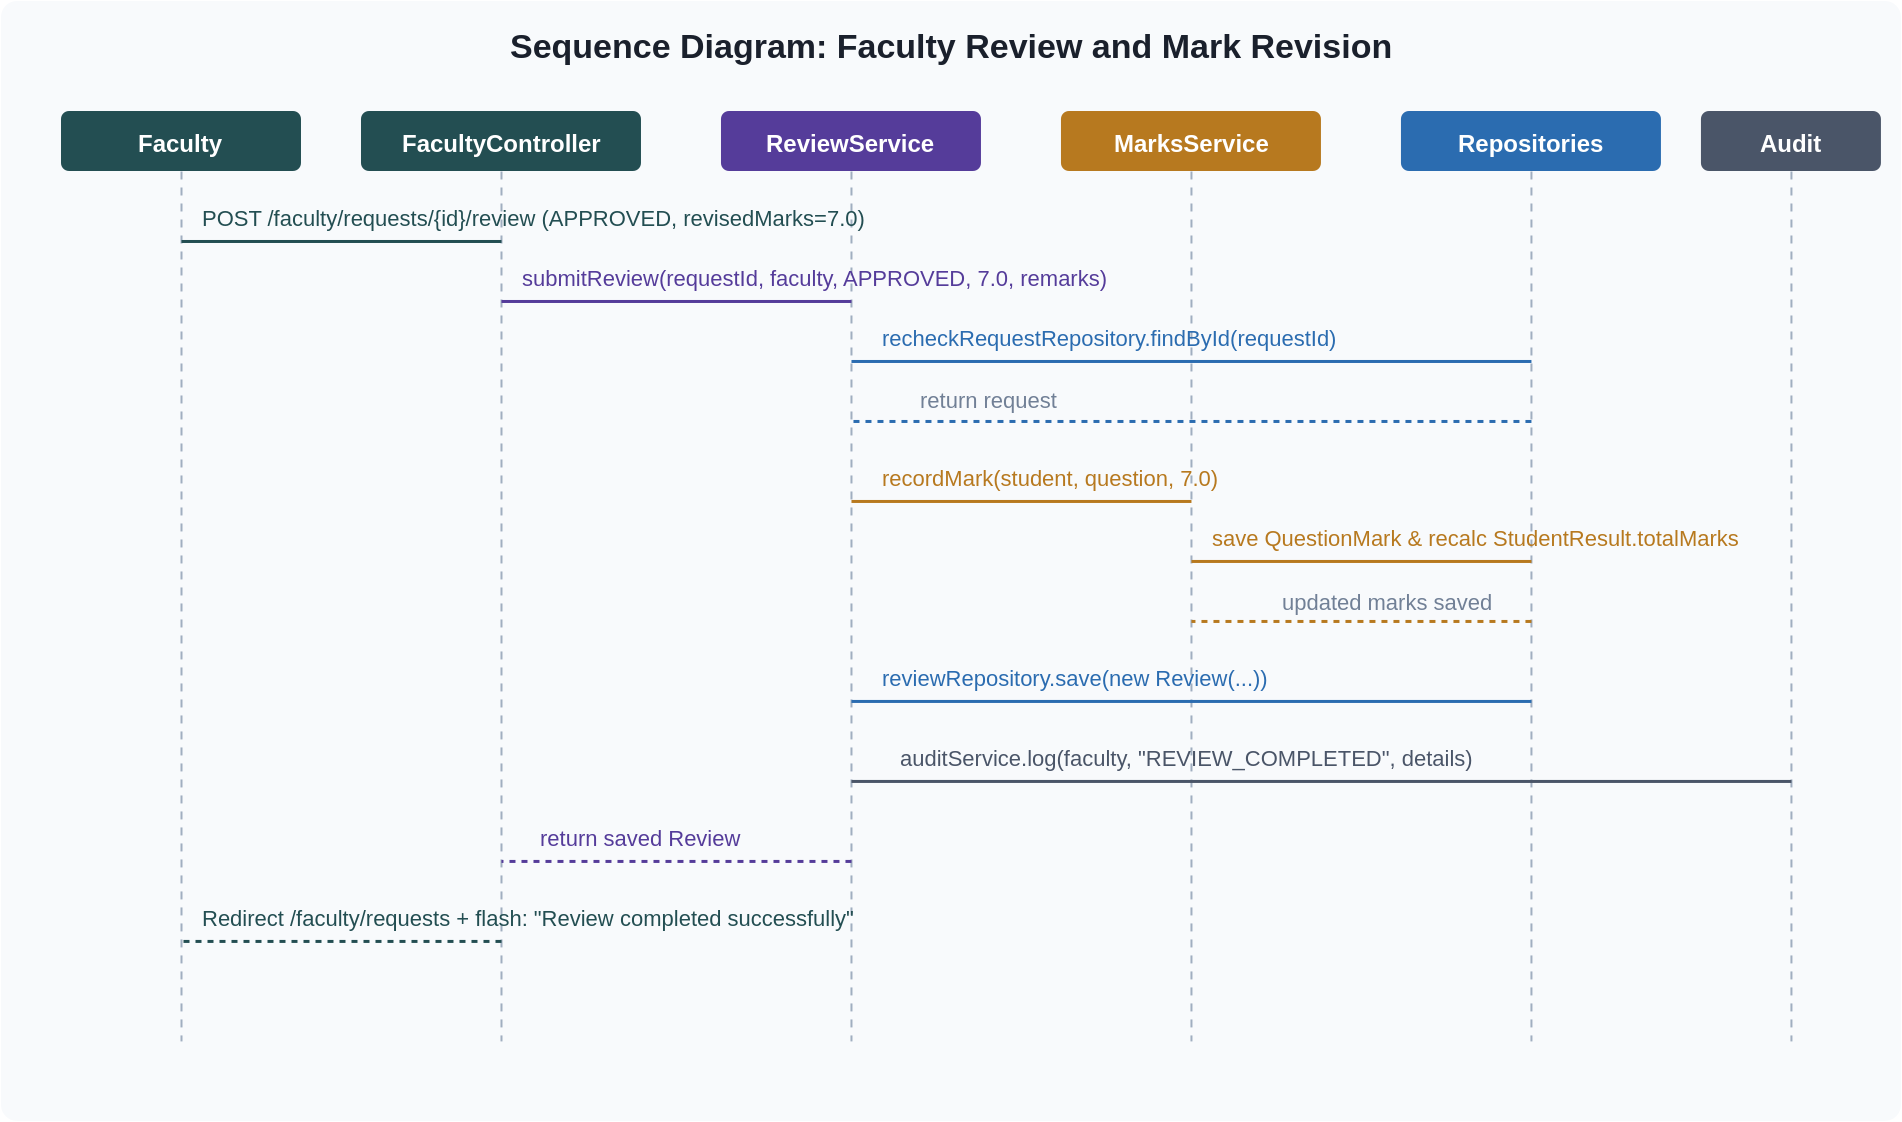 Sequence Diagram: Faculty Review and Mark Revision
Faculty
FacultyController
ReviewService
MarksService
Repositories
Audit
POST /faculty/requests/{id}/review (APPROVED, revisedMarks=7.0)
submitReview(requestId, faculty, APPROVED, 7.0, remarks)
recheckRequestRepository.findById(requestId)
return request
recordMark(student, question, 7.0)
save QuestionMark & recalc StudentResult.totalMarks
updated marks saved
reviewRepository.save(new Review(...))
auditService.log(faculty, "REVIEW_COMPLETED", details)
return saved Review
Redirect /faculty/requests + flash: "Review completed successfully"